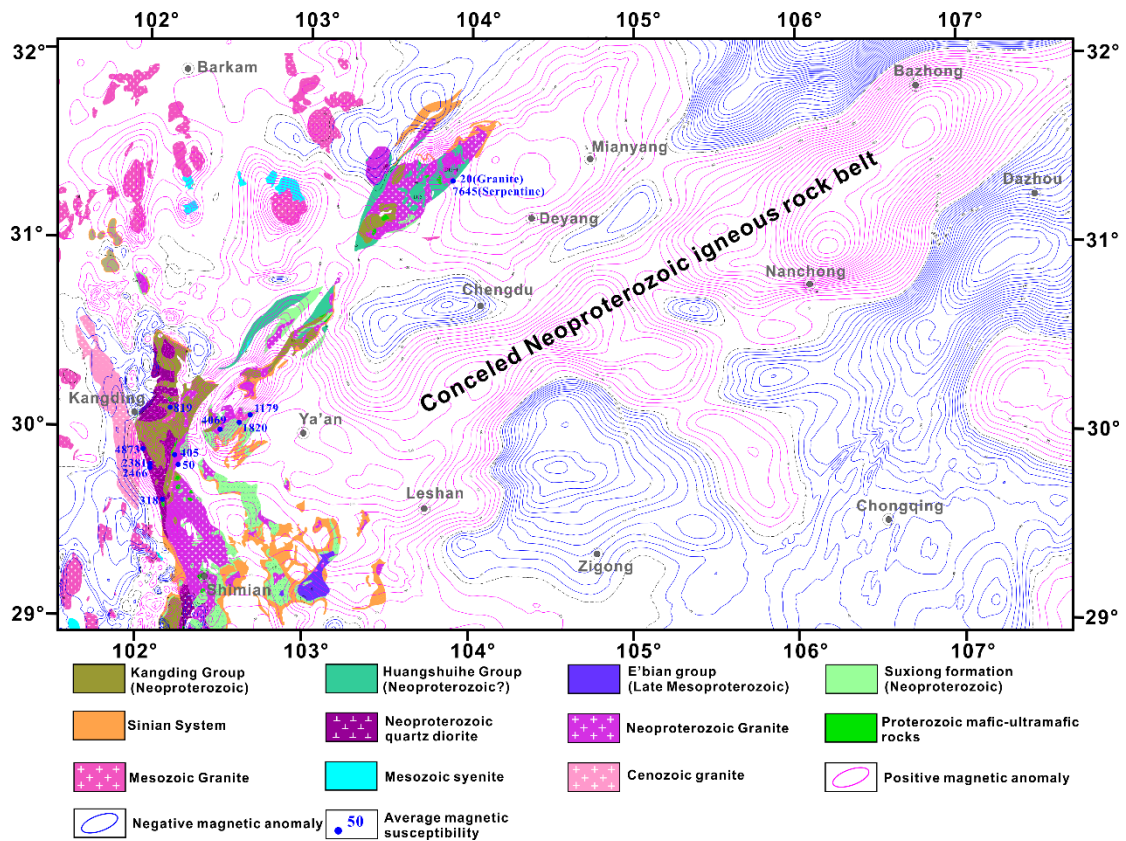 102° 103° 104° 105° 106° 107°
32° 32°
Barkam
Bazhong
Mianyang
Dazhou
20(Granite)
7645(Serpentine)
Deyang
31° 31°
Nanchong
Chengdu
Conceled Neoproterozoic igneous rock belt
Kangding
819
1179
4069
1820
Ya'an
30° 30°
4873
405
2381
50
2466
318
Leshan
Chongqing
Zigong
Shimian
29° 29°
102° 103° 104° 105° 106° 107°
Kangding Group
(Neoproterozoic)
Huangshuihe Group
(Neoproterozoic?)
E'bian group
(Late Mesoproterozoic)
Suxiong formation
(Neoproterozoic)
Sinian System
Neoproterozoic
quartz diorite
Neoproterozoic Granite
Proterozoic mafic-ultramafic
rocks
Mesozoic Granite
Mesozoic syenite
Cenozoic granite
Positive magnetic anomaly
Negative magnetic anomaly
50
Average magnetic
susceptibility